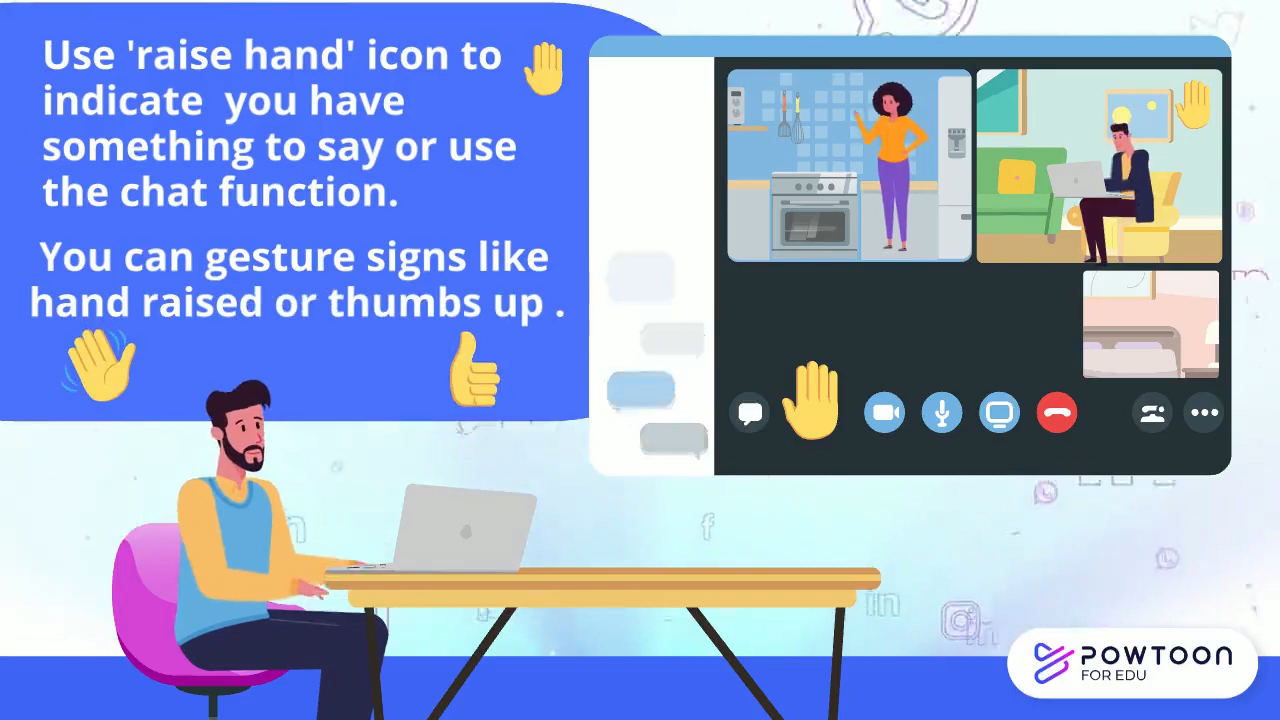 Use 'raise hand' icon to
indicate you have
something to say or use
the chat function.
You can gesture signs like
hand raised or thumbs up .
POWTOON
FOR EDU